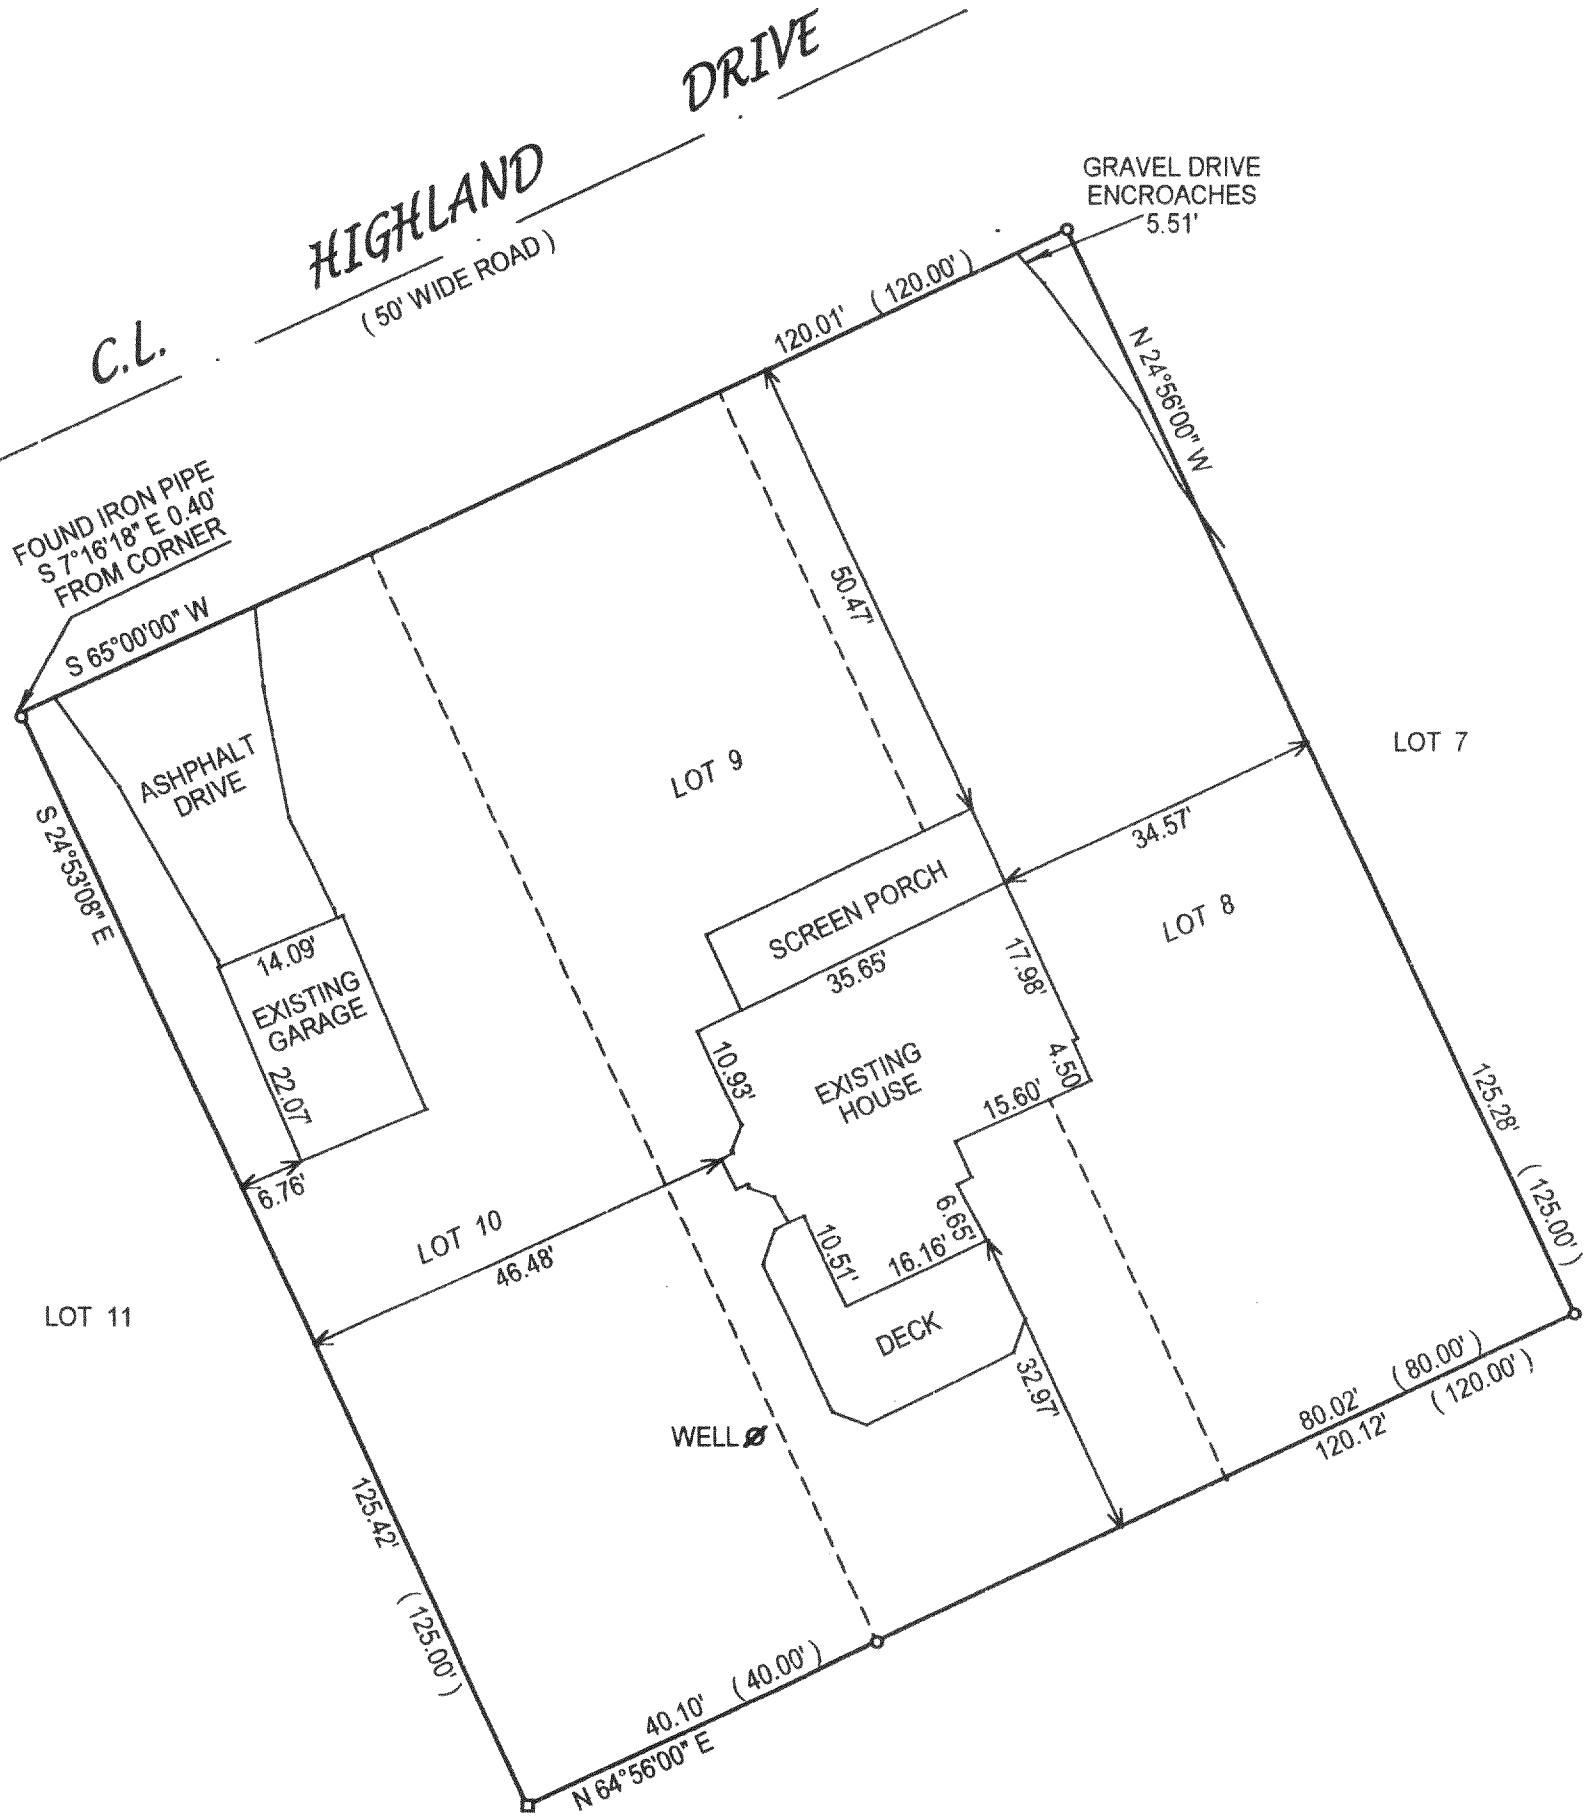 C.L. HIGHLAND DRIVE
( 50' WIDE ROAD )
GRAVEL DRIVE
ENCROACHES
5.51'
120.01' ( 120.00' )
N 24°56'00" W
FOUND IRON PIPE
S 7°16'18" E 0.40'
FROM CORNER
S 65°00'00" W
50.47'
ASHPHALT
DRIVE
LOT 9
LOT 7
S 24°53'08" E
34.57'
SCREEN PORCH
LOT 8
14.09'
35.65'
17.98'
EXISTING
GARAGE
10.93'
EXISTING
HOUSE
4.50'
22.07'
15.60'
125.28' ( 125.00' )
6.76'
LOT 10
46.48'
6.65'
10.51'
16.16'
LOT 11
DECK
32.97'
80.02' ( 80.00' )
120.12' ( 120.00' )
WELL
125.42' ( 125.00' )
40.10' ( 40.00' )
N 64°56'00" E